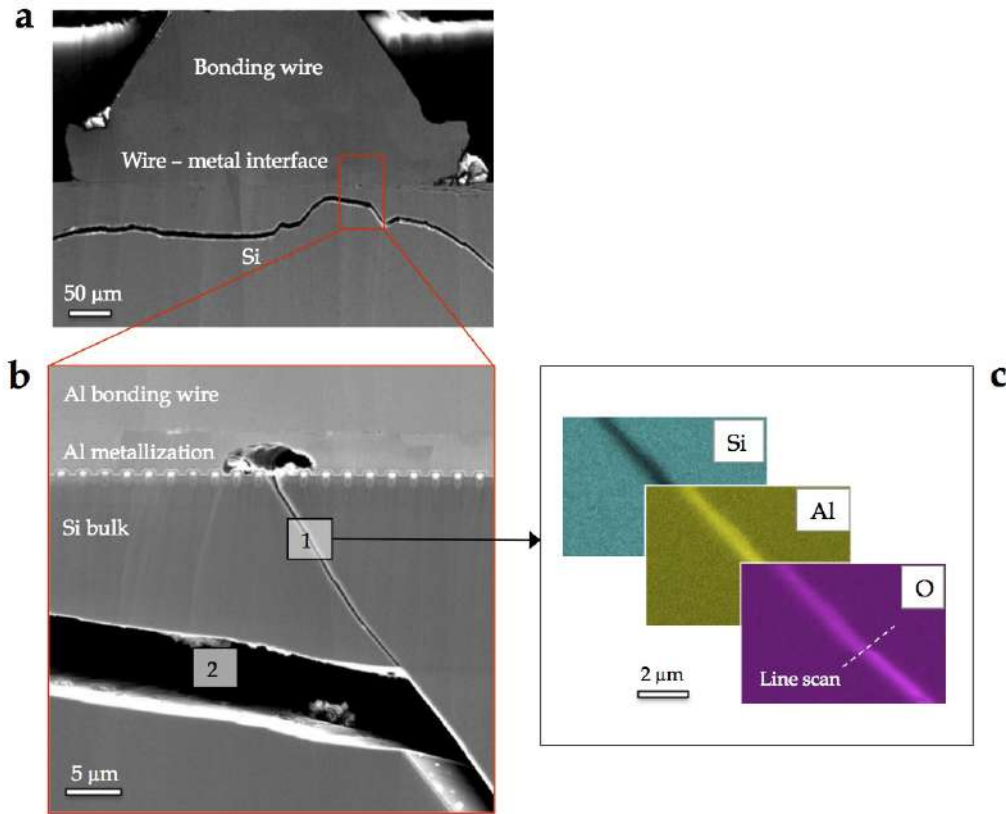 a
Bonding wire
Wire – metal interface
Si
50 μm
b
Al bonding wire
Al metallization
Si bulk
1
2
5 μm
c
Si
Al
O
Line scan
2 μm